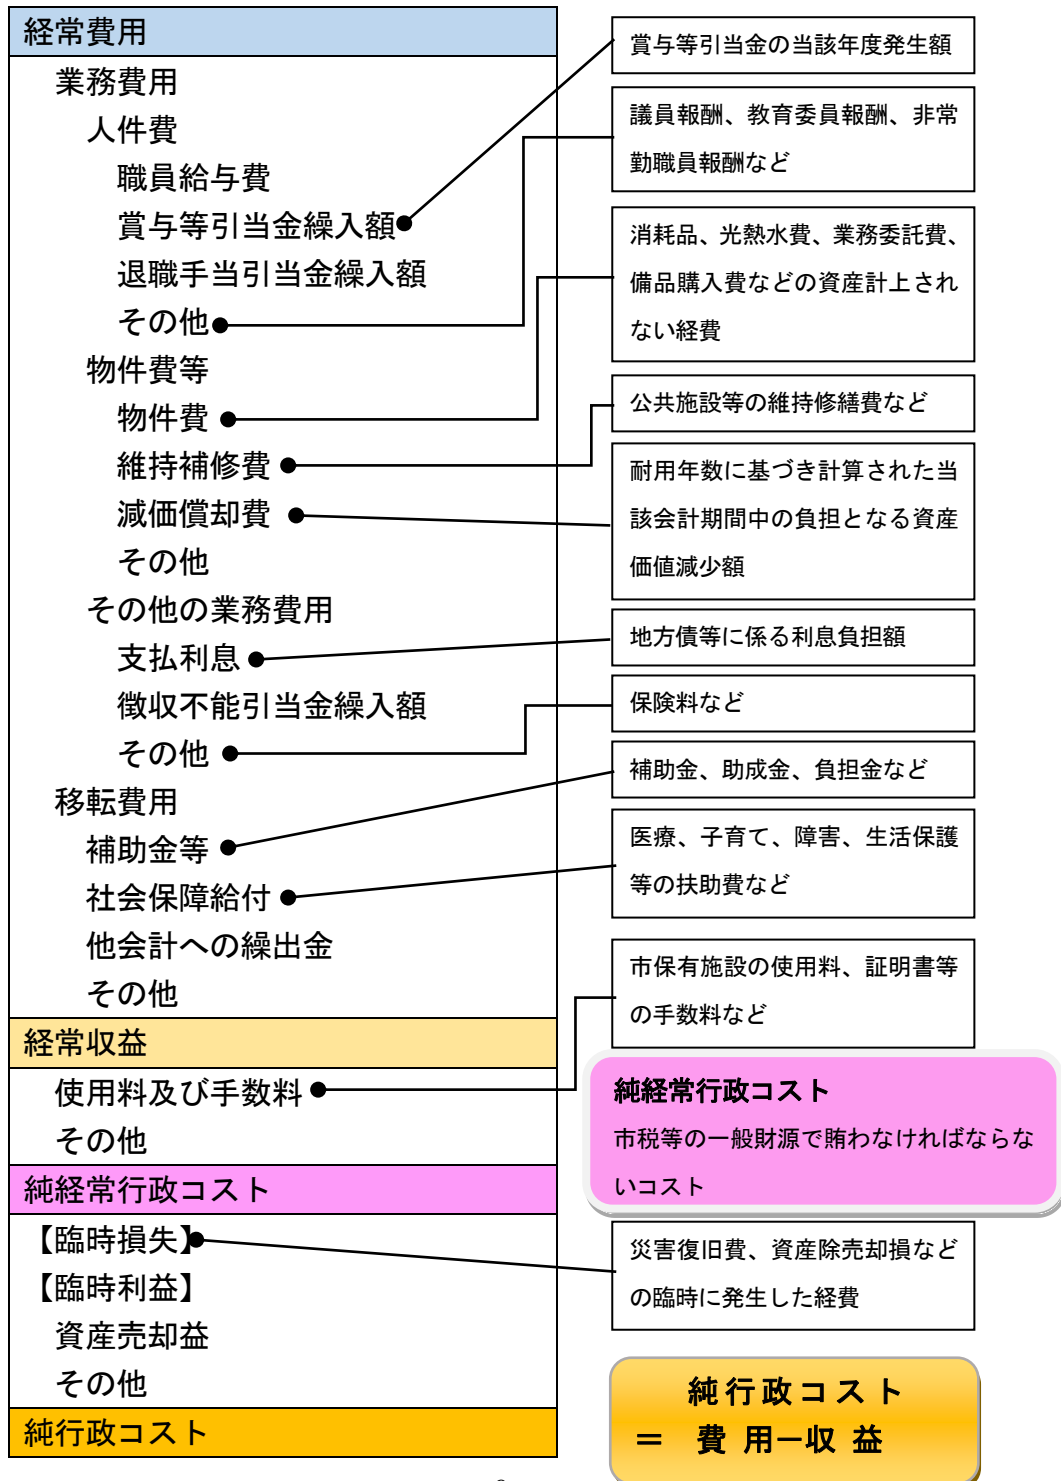 経常費用
業務費用
人件費
職員給与費
賞与等引当金繰入額
退職手当引当金繰入額
その他
物件費等
物件費
維持補修費
減価償却費
その他
その他の業務費用
支払利息
徴収不能引当金繰入額
その他
移転費用
補助金等
社会保障給付
他会計への繰出金
その他
経常収益
使用料及び手数料
その他
純経常行政コスト
【臨時損失】
【臨時利益】
資産売却益
その他
純行政コスト
賞与等引当金の当該年度発生額
議員報酬、教育委員報酬、非常
勤職員報酬など
消耗品、光熱水費、業務委託費、
備品購入費などの資産計上され
ない経費
公共施設等の維持修繕費など
耐用年数に基づき計算された当
該会計期間中の負担となる資産
価値減少額
地方債等に係る利息負担額
保険料など
補助金、助成金、負担金など
医療、子育て、障害、生活保護
等の扶助費など
市保有施設の使用料、証明書等
の手数料など
純経常行政コスト
市税等の一般財源で賄わなければならな
いコスト
災害復旧費、資産除売却損など
の臨時に発生した経費
純行政コスト
＝ 費用－収益